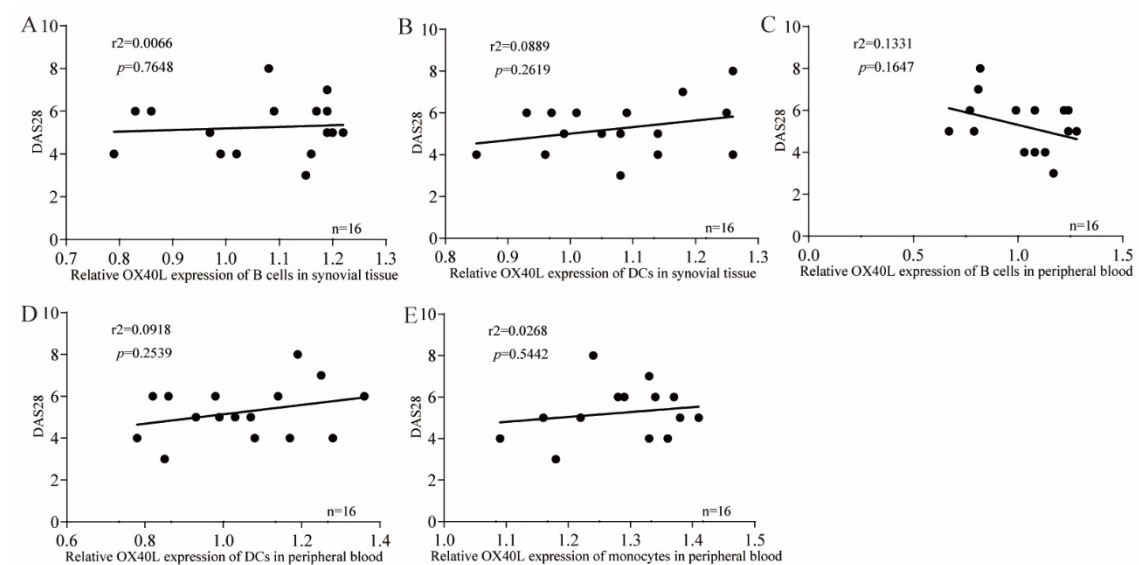 A
r2=0.0066
p=0.7648
DAS28
10
8
6
4
2
0
n=16
0.7 0.8 0.9 1.0 1.1 1.2 1.3
Relative OX40L expression of B cells in synovial tissue
B
r2=0.0889
p=0.2619
DAS28
10
8
6
4
2
0
n=16
0.8 0.9 1.0 1.1 1.2 1.3
Relative OX40L expression of DCs in synovial tissue
C
r2=0.1331
p=0.1647
DAS28
10
8
6
4
2
0
n=16
0.0 0.5 1.0 1.5
Relative OX40L expression of B cells in peripheral blood
D
r2=0.0918
p=0.2539
DAS28
10
8
6
4
2
0
n=16
0.6 0.8 1.0 1.2 1.4
Relative OX40L expression of DCs in peripheral blood
E
r2=0.0268
p=0.5442
DAS28
10
8
6
4
2
0
n=16
1.0 1.1 1.2 1.3 1.4 1.5
Relative OX40L expression of monocytes in peripheral blood